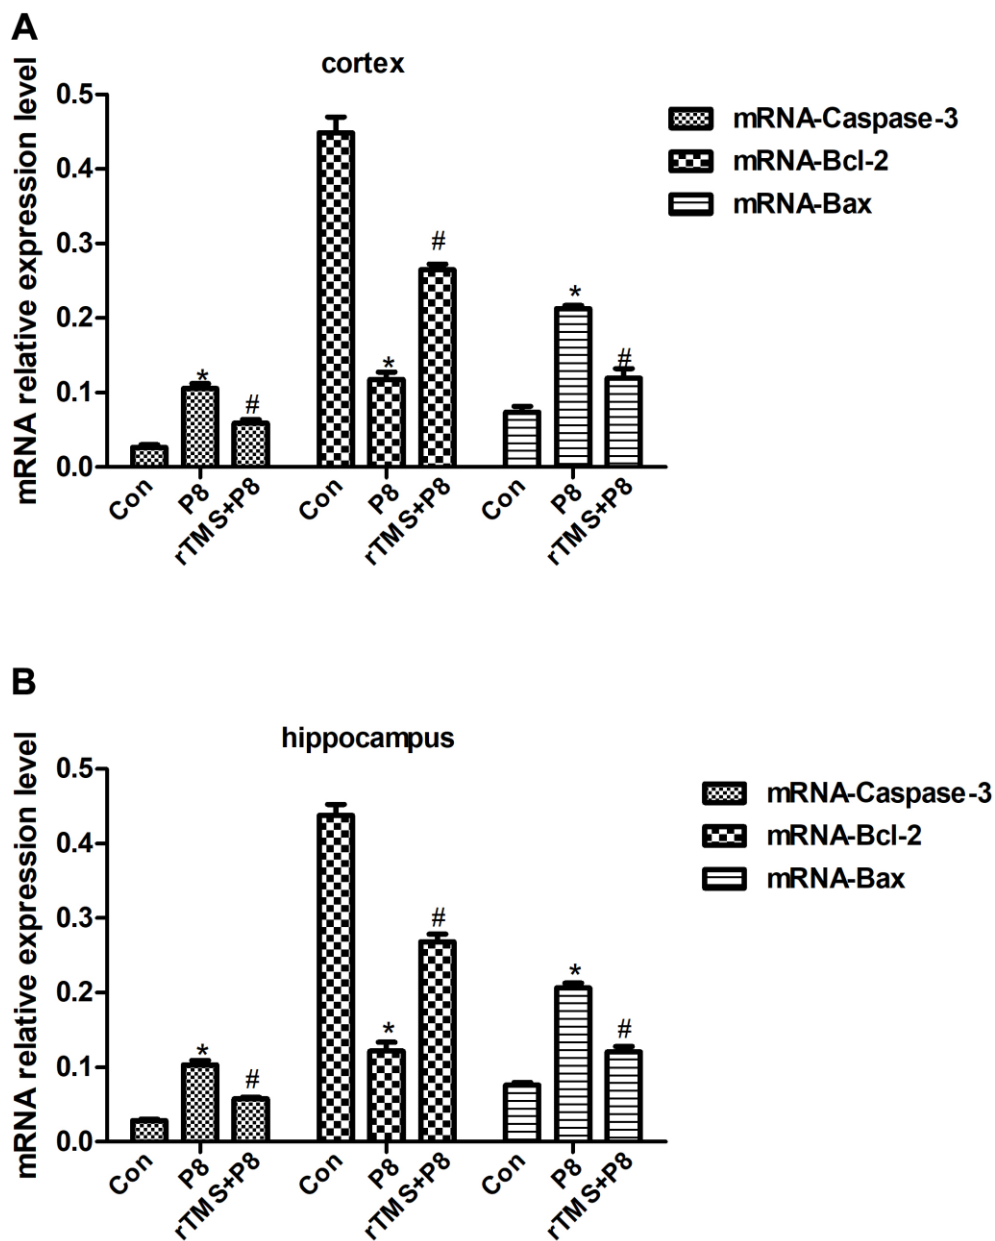 A
cortex
mRNA relative expression level
0.5
0.4
0.3
0.2
0.1
0.0
*
#
*
#
*
#
Con
P8
rTMS+P8
Con
P8
rTMS+P8
Con
P8
rTMS+P8
mRNA-Caspase-3
mRNA-Bcl-2
mRNA-Bax
B
hippocampus
mRNA relative expression level
0.5
0.4
0.3
0.2
0.1
0.0
*
#
*
#
*
#
Con
P8
rTMS+P8
Con
P8
rTMS+P8
Con
P8
rTMS+P8
mRNA-Caspase-3
mRNA-Bcl-2
mRNA-Bax